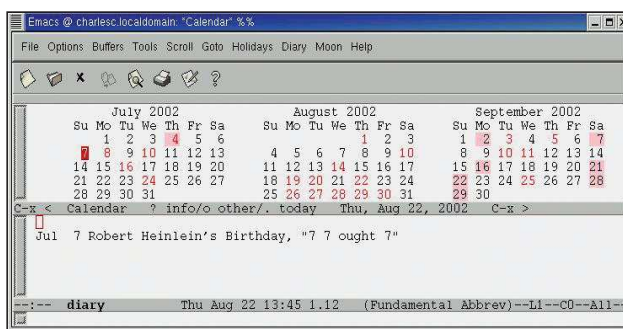 Emacs @ charlesc.localdomain: "Calendar" %%
File Options Buffers Tools Scroll Goto Holidays Diary Moon Help
July 2002 August 2002 September 2002
Su Mo Tu We Th Fr Sa Su Mo Tu We Th Fr Sa Su Mo Tu We Th Fr Sa
1 2 3 4 5 6 1 2 3 1 2 3 4 5 6 7
7 8 9 10 11 12 13 4 5 6 7 8 9 10 8 9 10 11 12 13 14
14 15 16 17 18 19 20 11 12 13 14 15 16 17 15 16 17 18 19 20 21
21 22 23 24 25 26 27 18 19 20 21 22 23 24 22 23 24 25 26 27 28
28 29 30 31 25 26 27 28 29 30 31 29 30
C-x < Calendar ? info/o other/. today Thu, Aug 22, 2002 C-x >
Jul 7 Robert Heinlein's Birthday, "7 7 ought 7"
--:-- diary Thu Aug 22 13:45 1.12 (Fundamental Abbrev)--L1--C0--All--